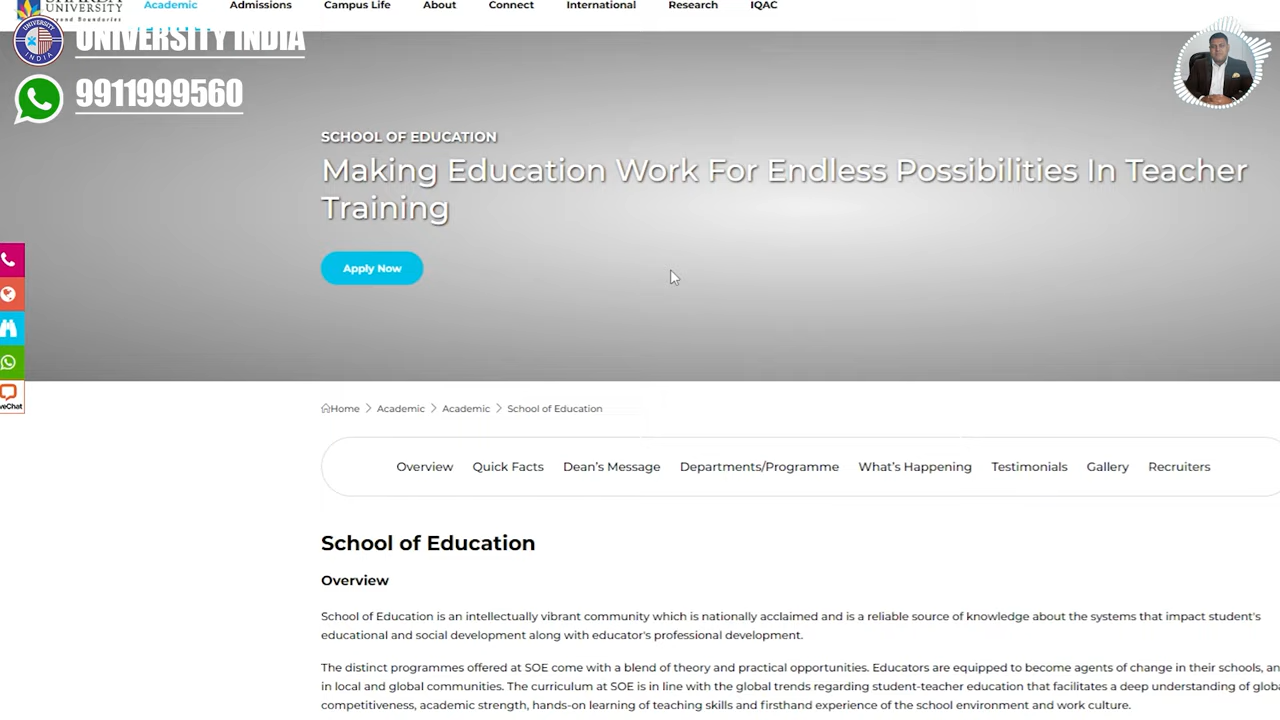 UNIVERSITY
Beyond Boundaries
Academic Admissions Campus Life About Connect International Research IQAC
UNIVERSITY
INDIA
UNIVERSITY INDIA
9911999560
SCHOOL OF EDUCATION
Making Education Work For Endless Possibilities In Teacher
Training
Apply Now
Home > Academic > Academic > School of Education
Overview Quick Facts Dean's Message Departments/Programme What's Happening Testimonials Gallery Recruiters
School of Education
Overview
School of Education is an intellectually vibrant community which is nationally acclaimed and is a reliable source of knowledge about the systems that impact student's
educational and social development along with educator's professional development.
The distinct programmes offered at SOE come with a blend of theory and practical opportunities. Educators are equipped to become agents of change in their schools, an
in local and global communities. The curriculum at SOE is in line with the global trends regarding student-teacher education that facilitates a deep understanding of globa
competitiveness, academic strength, hands-on learning of teaching skills and firsthand experience of the school environment and work culture.
veChat